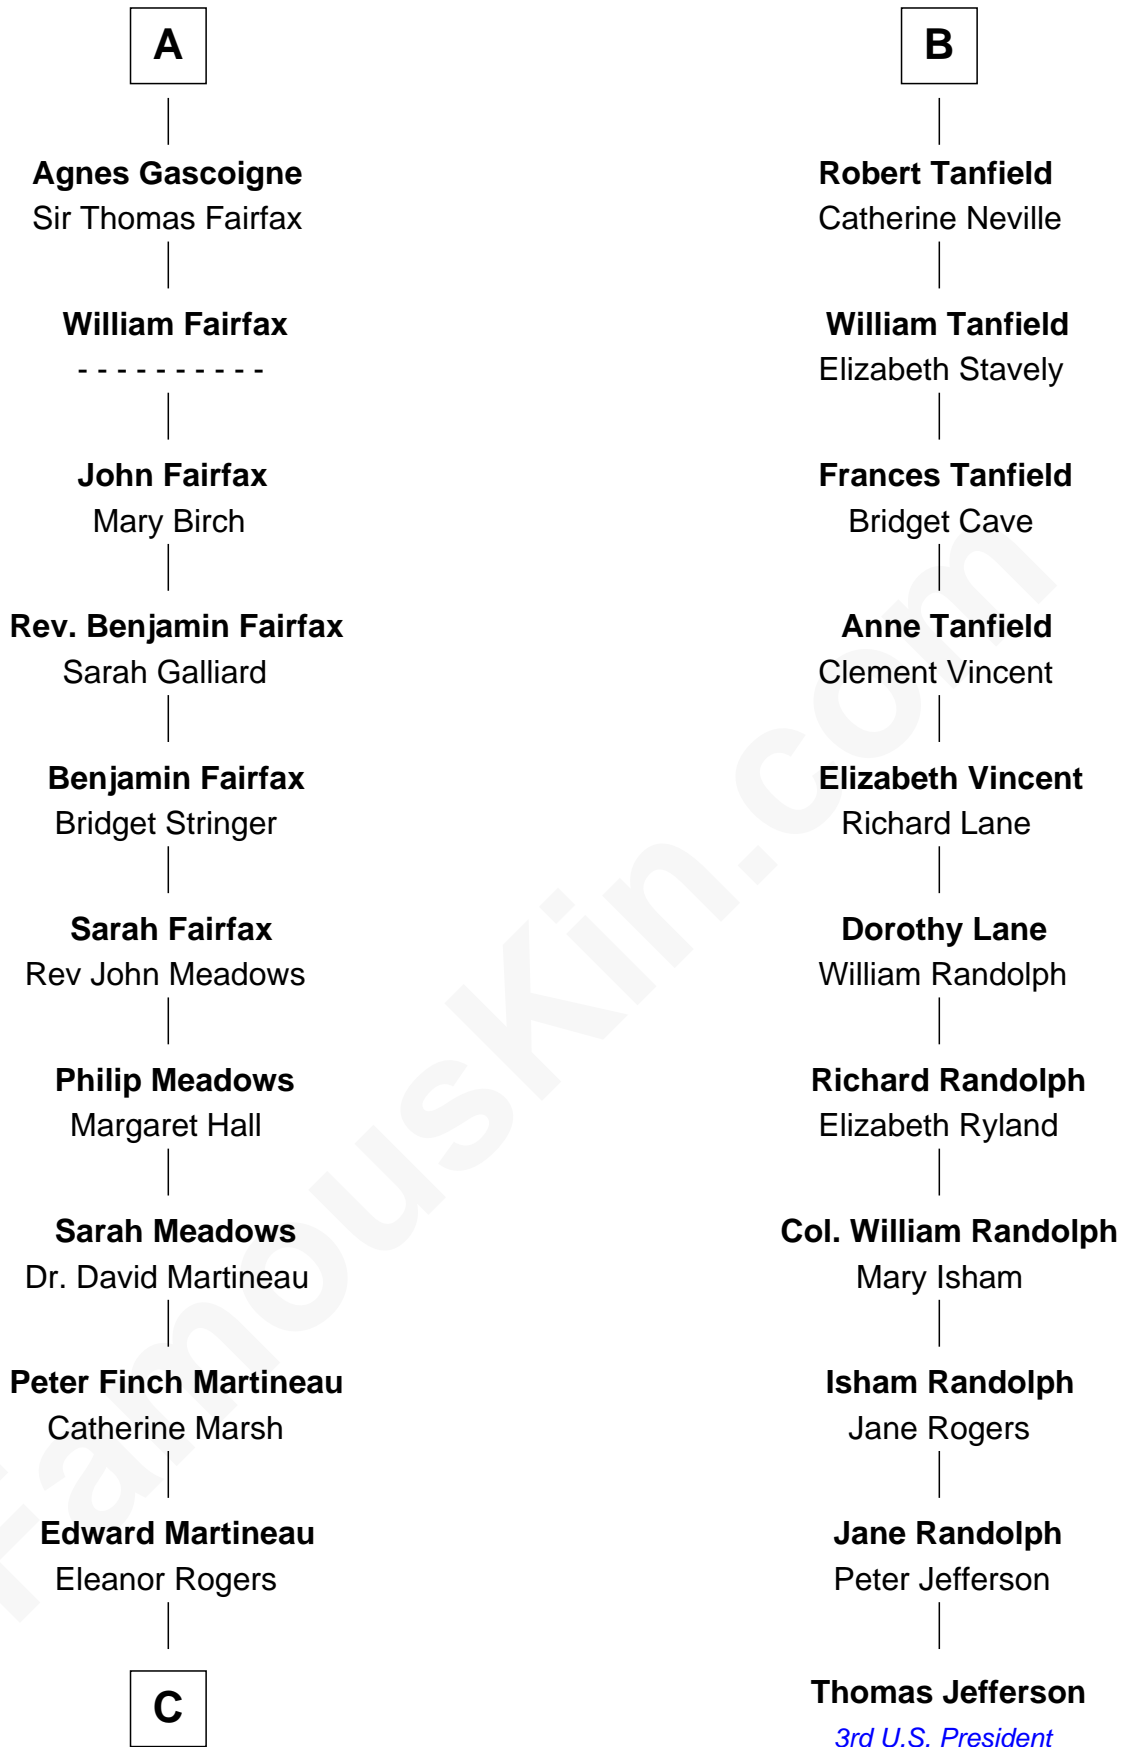 A
Agnes Gascoigne
Sir Thomas Fairfax
William Fairfax
- - - - - - - - - -
John Fairfax
Mary Birch
Rev. Benjamin Fairfax
Sarah Galliard
Benjamin Fairfax
Bridget Stringer
Sarah Fairfax
Rev John Meadows
Philip Meadows
Margaret Hall
Sarah Meadows
Dr. David Martineau
Peter Finch Martineau
Catherine Marsh
Edward Martineau
Eleanor Rogers
C
B
Robert Tanfield
Catherine Neville
William Tanfield
Elizabeth Stavely
Frances Tanfield
Bridget Cave
Anne Tanfield
Clement Vincent
Elizabeth Vincent
Richard Lane
Dorothy Lane
William Randolph
Richard Randolph
Elizabeth Ryland
Col. William Randolph
Mary Isham
Isham Randolph
Jane Rogers
Jane Randolph
Peter Jefferson
Thomas Jefferson
3rd U.S. President
FamousKin.com